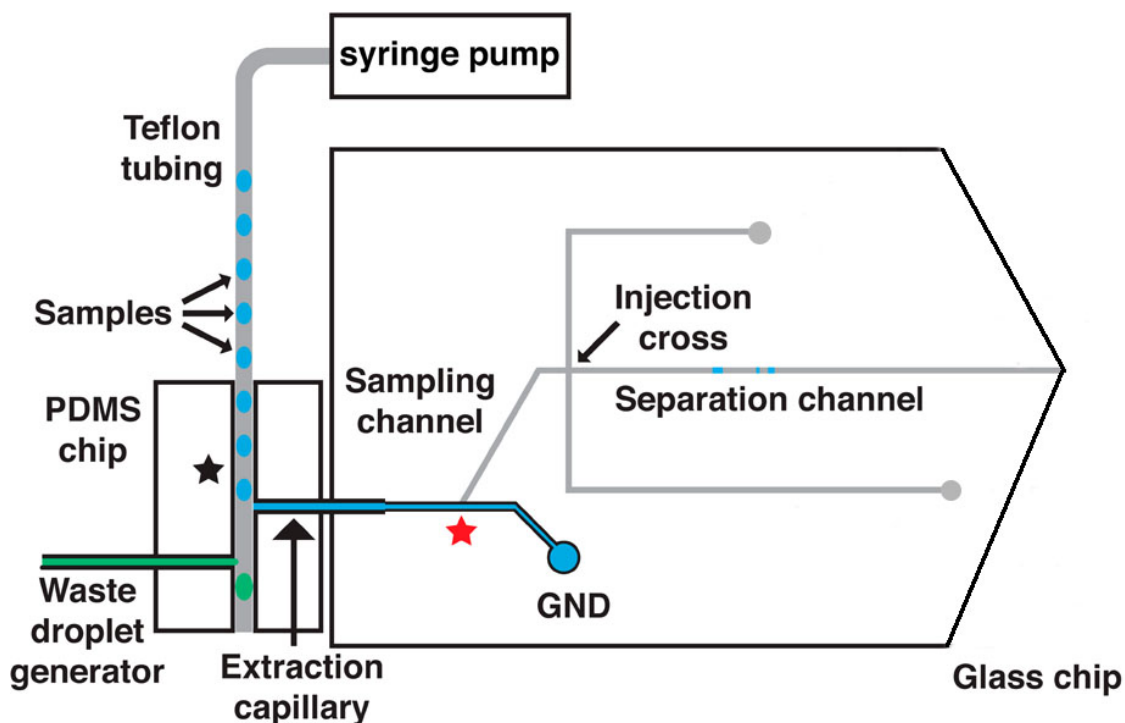 syringe pump
Teflon
tubing
Samples
Injection
cross
Sampling
channel
Separation channel
PDMS
chip
GND
Waste
droplet
generator
Extraction
capillary
Glass chip